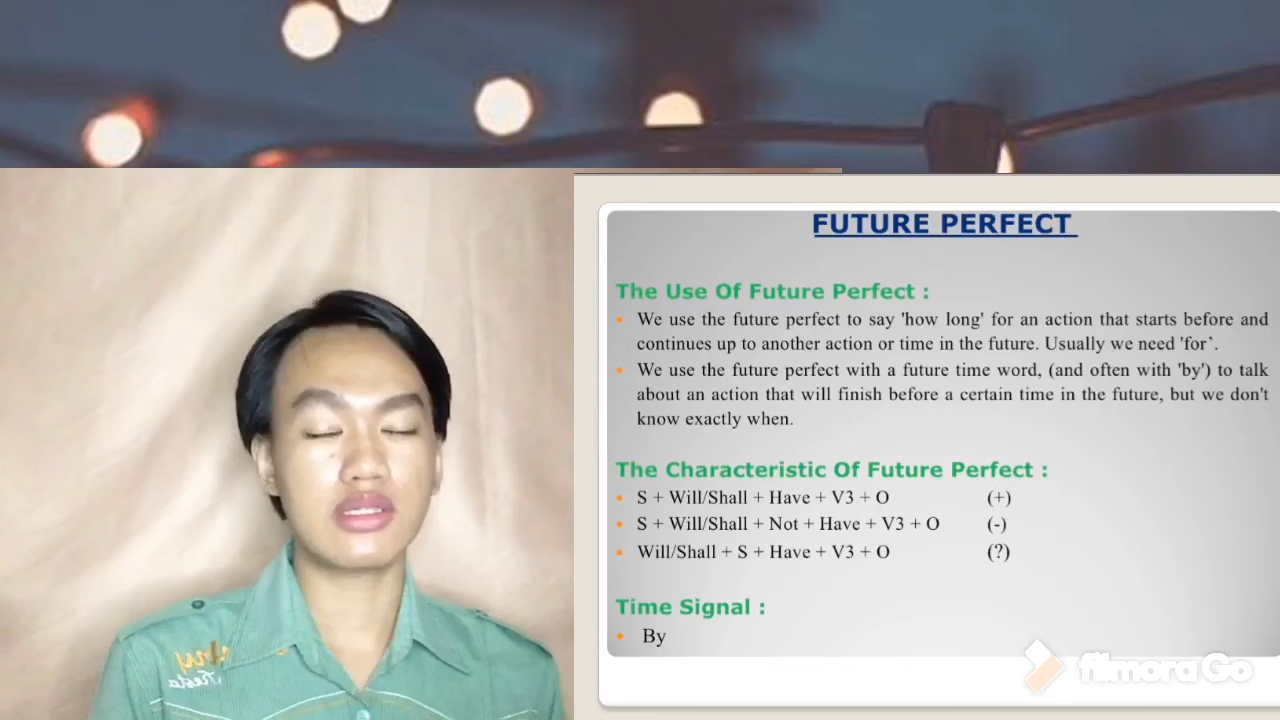 FUTURE PERFECT
The Use Of Future Perfect :
• We use the future perfect to say 'how long' for an action that starts before and
continues up to another action or time in the future. Usually we need 'for’.
• We use the future perfect with a future time word, (and often with 'by') to talk
about an action that will finish before a certain time in the future, but we don't
know exactly when.
The Characteristic Of Future Perfect :
• S + Will/Shall + Have + V3 + O (+)
• S + Will/Shall + Not + Have + V3 + O (-)
• Will/Shall + S + Have + V3 + O (?)
Time Signal :
• By
filmoraGo